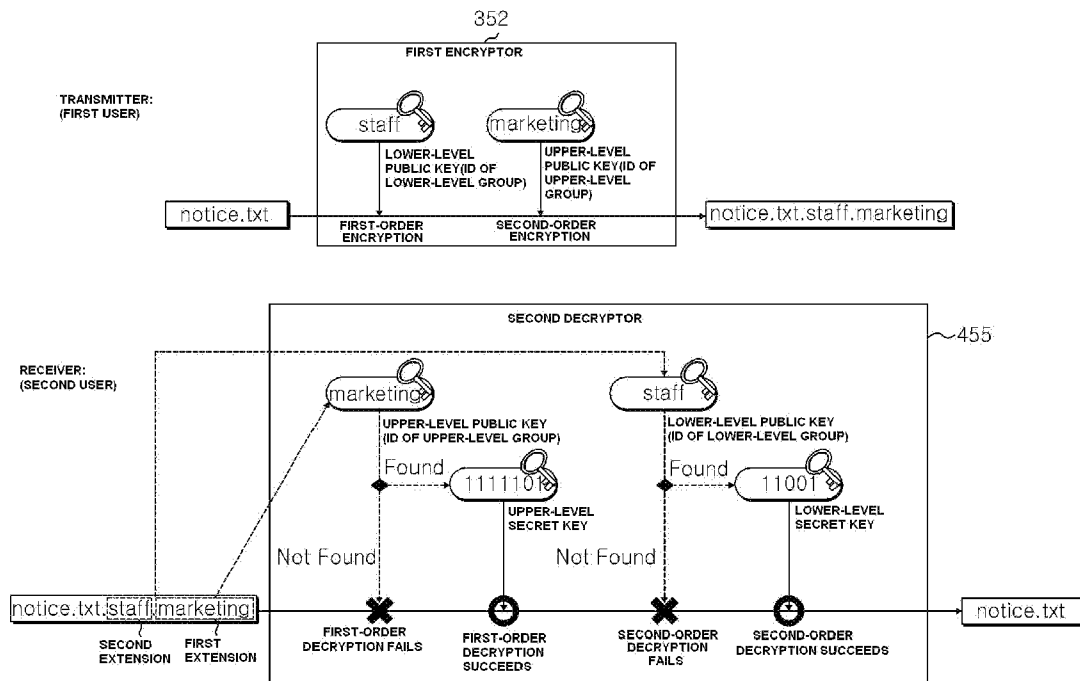 352
FIRST ENCRYPTOR
TRANSMITTER:
(FIRST USER)
staff
marketing
LOWER-LEVEL
PUBLIC KEY(ID OF
LOWER-LEVEL GROUP)
UPPER-LEVEL
PUBLIC KEY(ID OF
UPPER-LEVEL
GROUP)
notice.txt
FIRST-ORDER
ENCRYPTION
SECOND-ORDER
ENCRYPTION
notice.txt.staff.marketing
SECOND DECRYPTOR
455
RECEIVER:
(SECOND USER)
marketing
staff
UPPER-LEVEL PUBLIC KEY
(ID OF UPPER-LEVEL GROUP)
LOWER-LEVEL PUBLIC KEY
(ID OF LOWER-LEVEL GROUP)
Found
Found
1111101
11001
UPPER-LEVEL
SECRET KEY
LOWER-LEVEL
SECRET KEY
Not Found
Not Found
notice.txt.staff.marketing
notice.txt
SECOND
EXTENSION
FIRST
EXTENSION
FIRST-ORDER
DECRYPTION FAILS
FIRST-ORDER
DECRYPTION
SUCCEEDS
SECOND-ORDER
DECRYPTION
FAILS
SECOND-ORDER
DECRYPTION SUCCEEDS